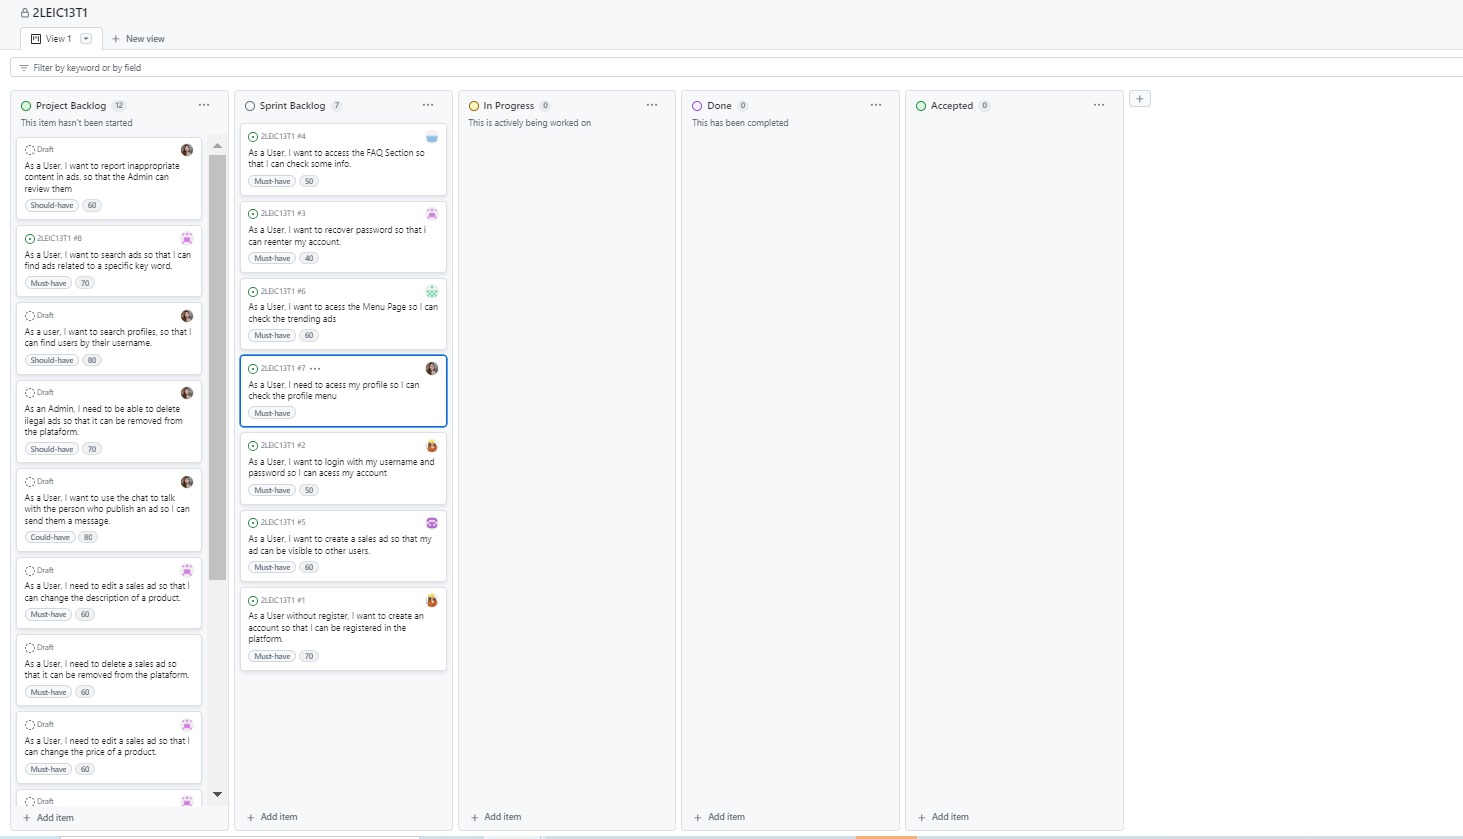 2LEIC13T1
View 1
New view
Filter by keyword or by field
Project Backlog 12
This item hasn't been started
Draft
As a User, I want to report inappropriate
content in ads, so that the Admin can
review them
Should-have 60
2LEIC13T1 #8
As a User, I want to search ads so that I can
find ads related to a specific key word.
Must-have 70
Draft
As a user, I want to search profiles, so that I
can find users by their username.
Should-have 80
Draft
As an Admin, I need to be able to delete
ilegal ads so that it can be removed from
the plataform.
Should-have 70
Draft
As a User, I want to use the chat to talk
with the person who publish an ad so I can
send them a message.
Could-have 80
Draft
As a User, I need to edit a sales ad so that I
can change the description of a product.
Must-have 60
Draft
As a User, I need to delete a sales ad so
that it can be removed from the plataform.
Must-have 60
Draft
As a User, I need to edit a sales ad so that I
can change the price of a product.
Must-have 60
Draft
Add item
Sprint Backlog 7
2LEIC13T1 #4
As a User, I want to access the FAQ Section so
that I can check some info.
Must-have 50
2LEIC13T1 #3
As a User, I want to recover password so that i
can reenter my account.
Must-have 40
2LEIC13T1 #6
As a User, I want to acess the Menu Page so I can
check the trending ads
Must-have 60
2LEIC13T1 #7
As a User, I need to acess my profile so I can
check the profile menu
Must-have
2LEIC13T1 #2
As a User, I want to login with my username and
password so I can acess my account
Must-have 50
2LEIC13T1 #5
As a User, I want to create a sales ad so that my
ad can be visible to other users.
Must-have 60
2LEIC13T1 #1
As a User without register, I want to create an
account so that I can be registered in the
platform.
Must-have 70
Add item
In Progress 0
This is actively being worked on
Add item
Done 0
This has been completed
Add item
Accepted 0
Add item